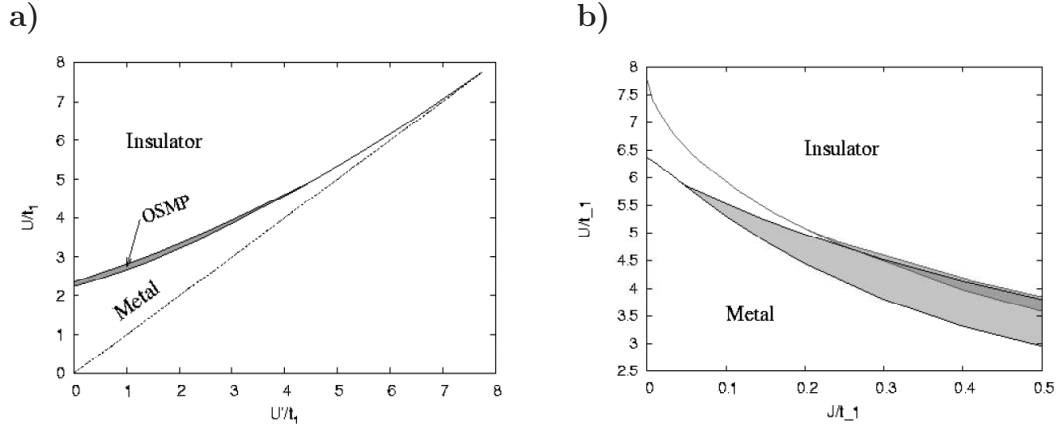 a)
b)
8
7
6
5
4
3
2
1
0
U/t₁
Insulator
OSMP
Metal
0 1 2 3 4 5 6 7 8
U'/t₁
8
7.5
7
6.5
6
5.5
5
4.5
4
3.5
3
2.5
U/t_1
Insulator
Metal
0 0.1 0.2 0.3 0.4 0.5
J/t_1